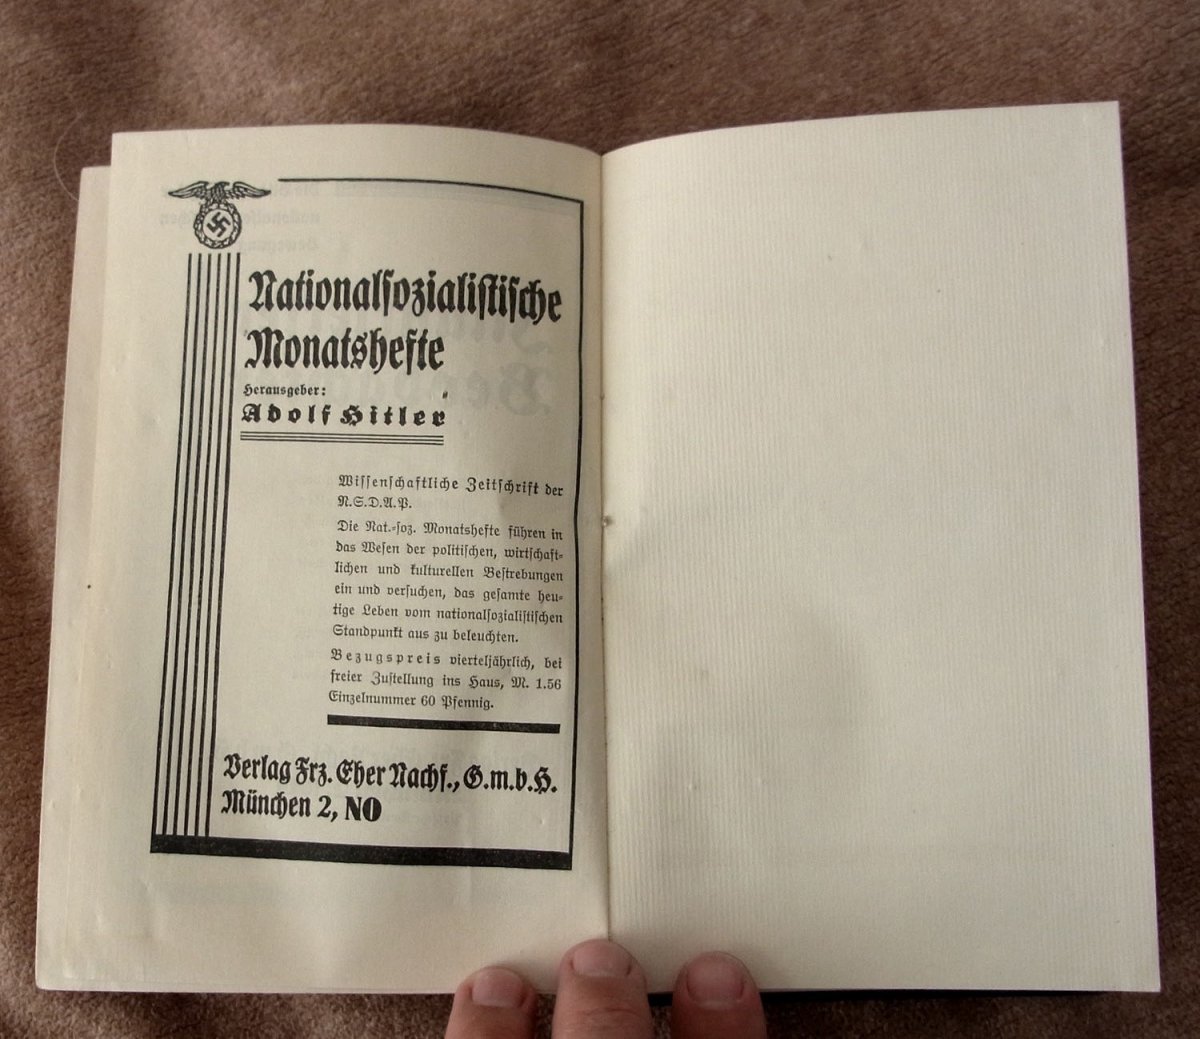 Nationalsozialistische
Monatshefte
Herausgeber:
Adolf Hitler
Wissenschaftliche Zeitschrift der
N.S.D.A.P.
Die Nat.-soz. Monatshefte führen in
das Wesen der politischen, wirtschaft-
lichen und kulturellen Bestrebungen
ein und versuchen, das gesamte heu-
tige Leben vom nationalsozialistischen
Standpunkt aus zu beleuchten.
Bezugspreis vierteljährlich, bei
freier Zustellung ins Haus, M. 1.56
Einzelnummer 60 Pfennig.
Verlag Frz. Eher Nachf., G.m.b.H.
München 2, NO